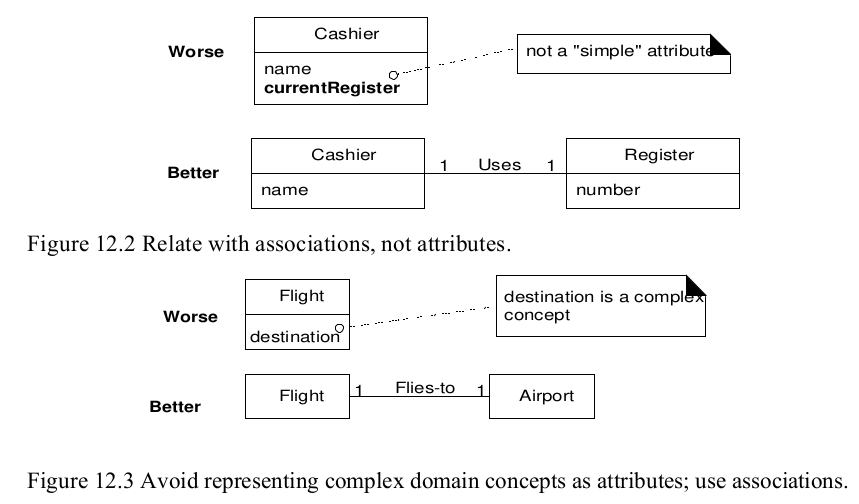 Cashier
Worse
name
currentRegister
not a "simple" attribute
Better
Cashier
name
1 Uses 1
Register
number
Figure 12.2 Relate with associations, not attributes.
Worse
Flight
destination
destination is a complex
concept
Better
Flight
1 Flies-to 1
Airport
Figure 12.3 Avoid representing complex domain concepts as attributes; use associations.